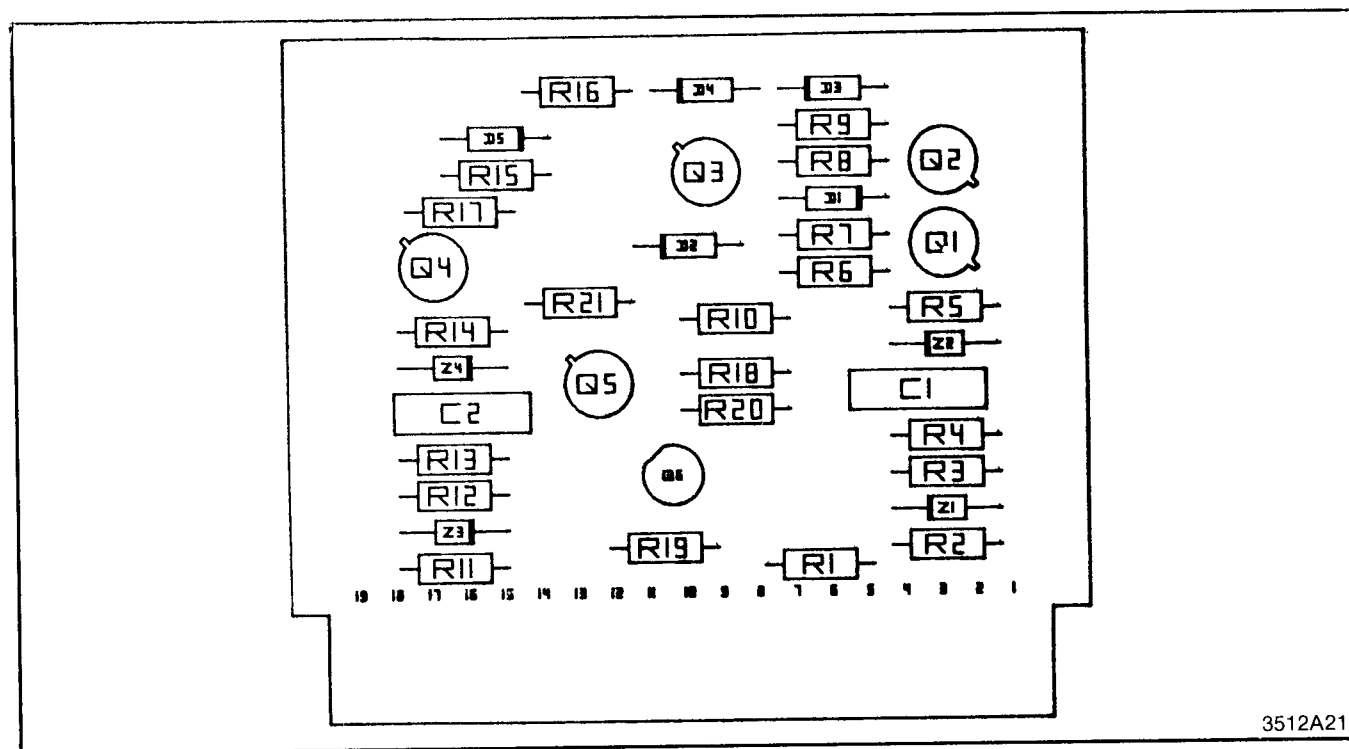 R16 D4 D3
R9
D5 Q3 R8 Q2
R15
D1
R17 R7 Q1
D2
Q4 R6
R21 R10 R5
R14
Z4 R18 Z2
Q5 C1
C2 R20
R4
R13 R3
Q6
R12
Z1
Z3
R19 R2
R11 R1
19 18 17 16 15 14 13 12 11 10 9 8 7 6 5 4 3 2 1
3512A21